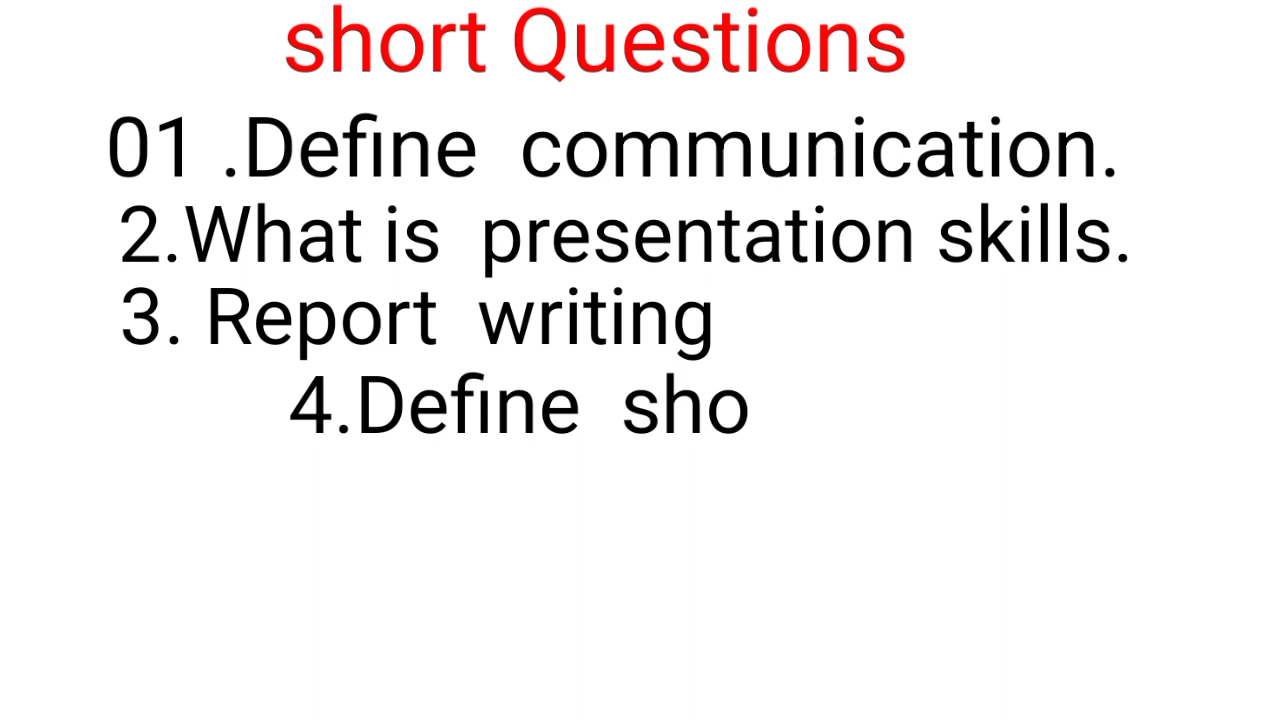 short Questions
01 .Define communication.
2.What is presentation skills.
3. Report writing
4.Define sho